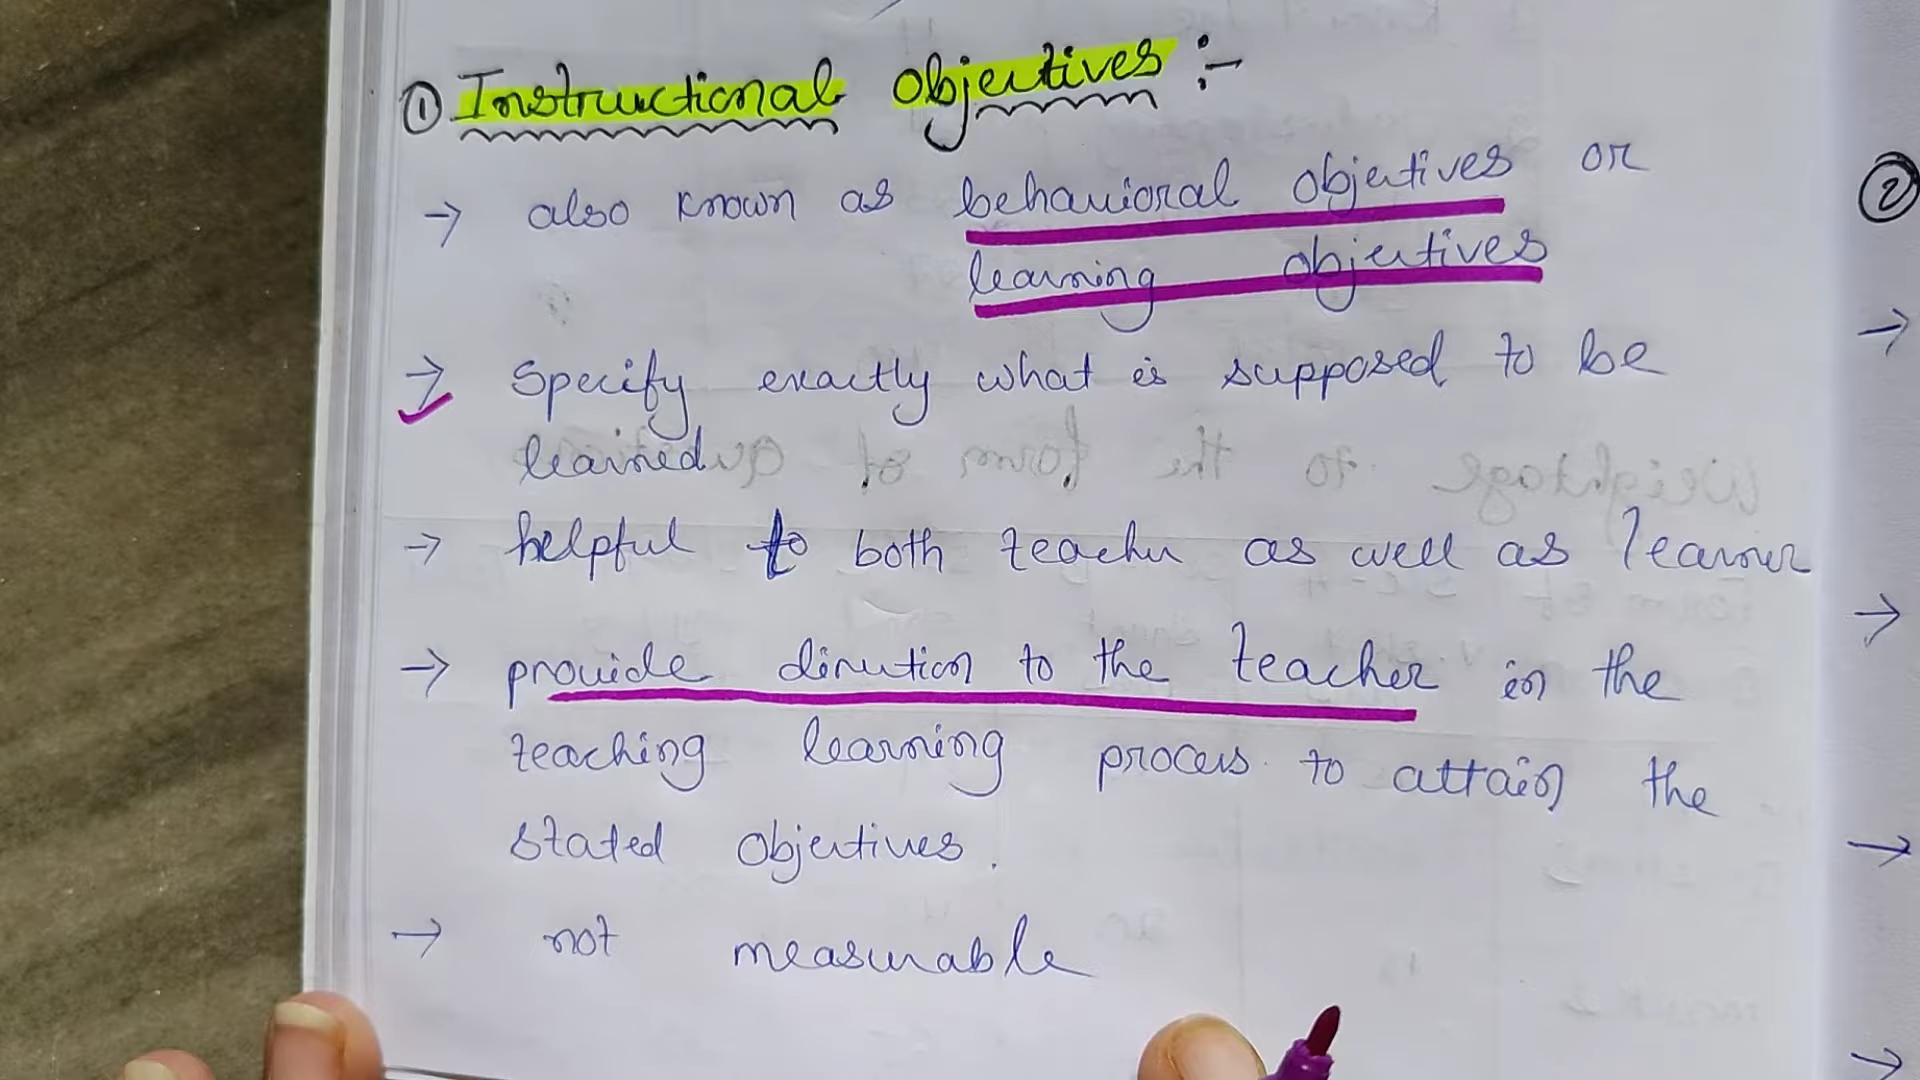 ① Instructional Objectives :-
→ also known as behavioral objectives or
learning objectives
→ Specify exactly what is supposed to be
learned
→ helpful to both teacher as well as learner
→ provide direction to the teacher in the
teaching learning process to attain the
stated objectives.
→ not measurable
②
→
→
→
→